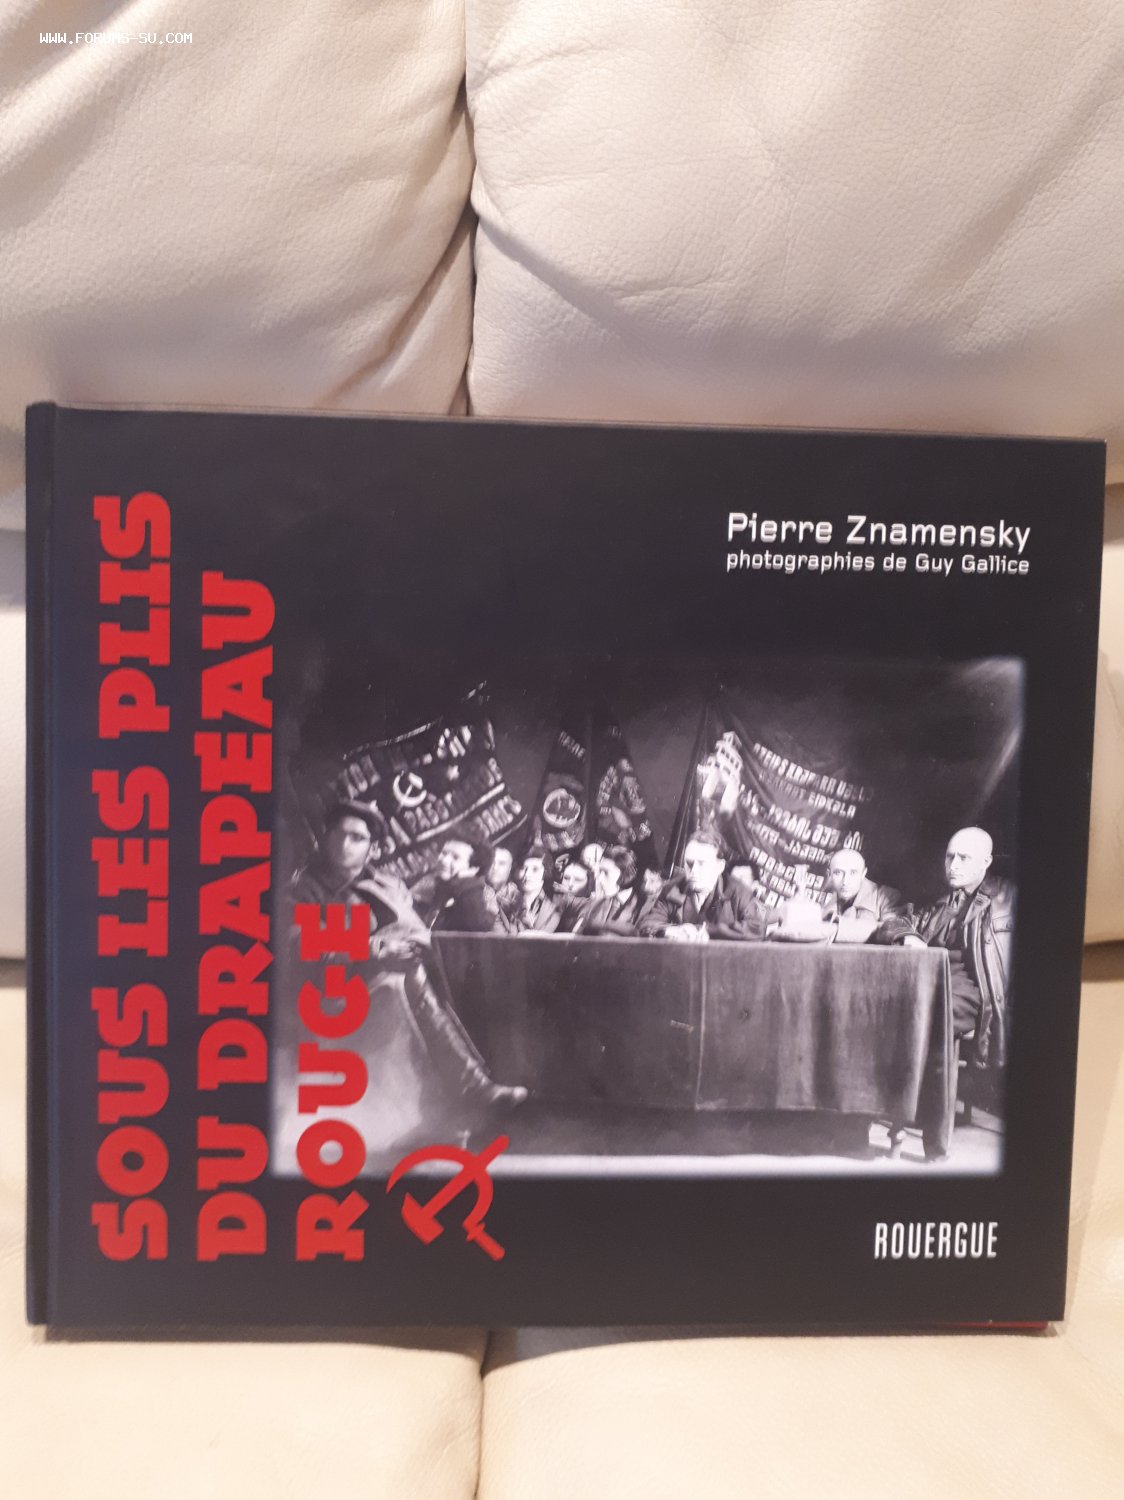 WWW.FORUMS-SU.COM
SOUS LES PLIS
DU DRAPEAU
ROUGE
Pierre Znamensky
photographies de Guy Gallice
ROUERGUE